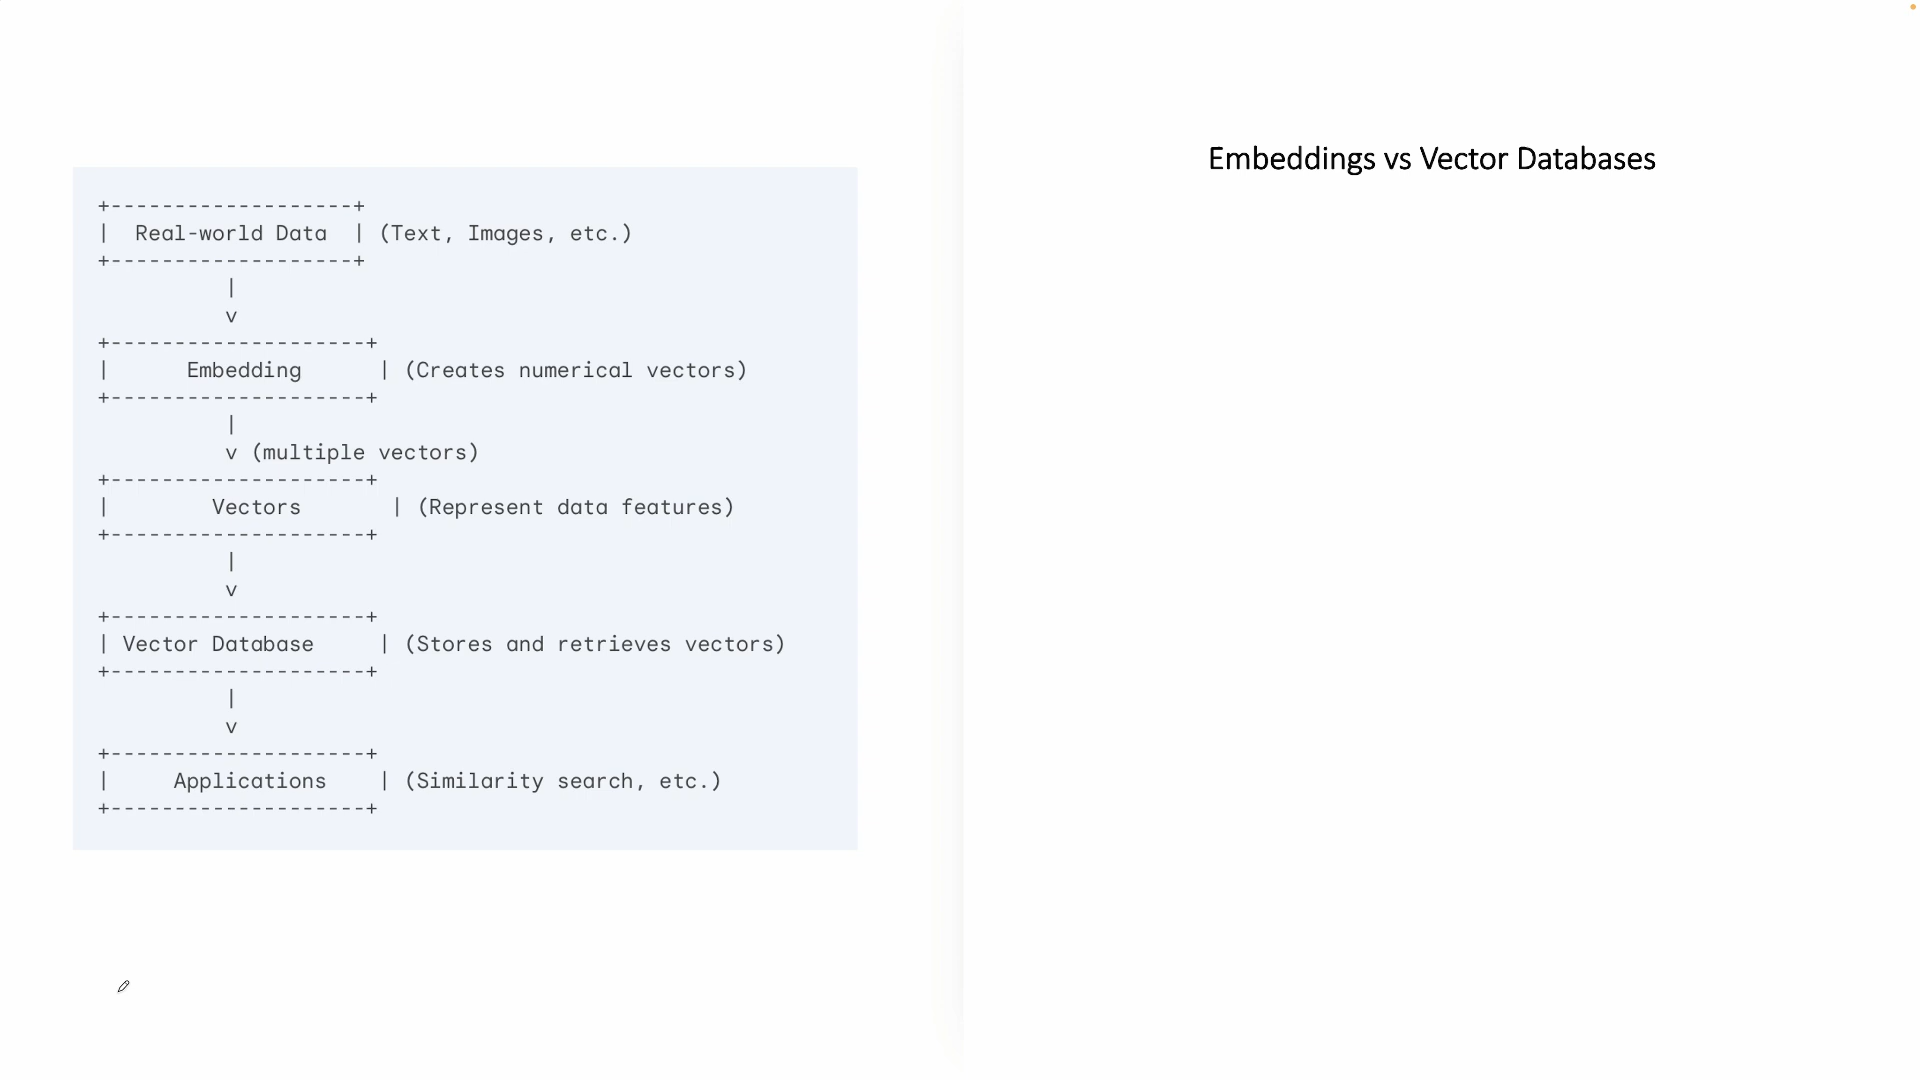 +-------------------+
|  Real-world Data  | (Text, Images, etc.)
+-------------------+
          |
          v
+--------------------+
|      Embedding      | (Creates numerical vectors)
+--------------------+
          |
          v (multiple vectors)
+--------------------+
|        Vectors       | (Represent data features)
+--------------------+
          |
          v
+--------------------+
| Vector Database     | (Stores and retrieves vectors)
+--------------------+
          |
          v
+--------------------+
|     Applications    | (Similarity search, etc.)
+--------------------+
Embeddings vs Vector Databases